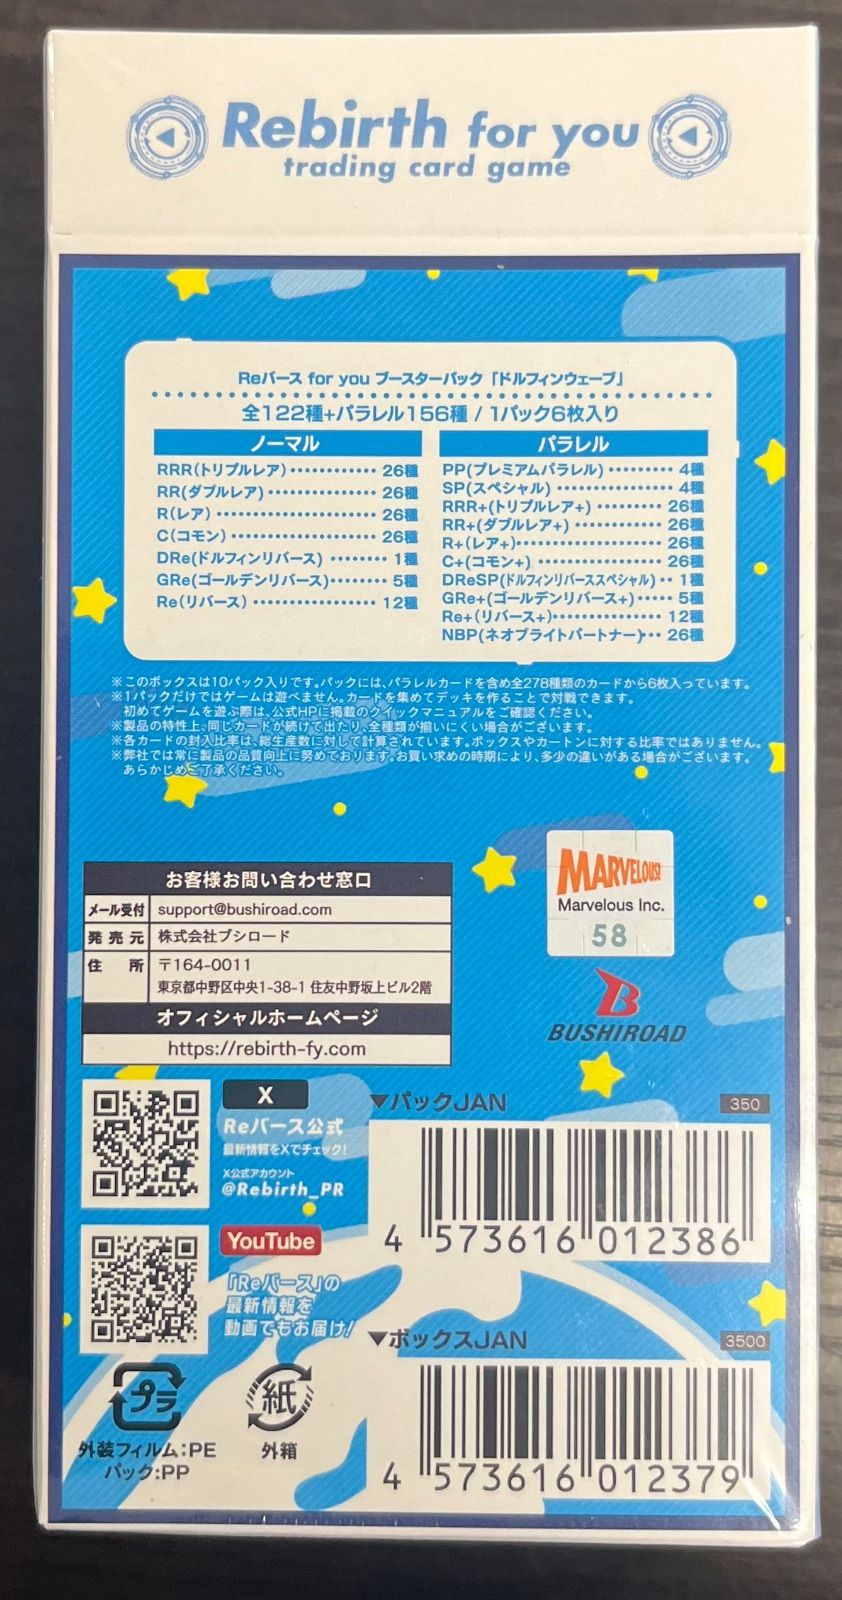 Rebirth for you
trading card game
Reバース for you ブースターパック「ドルフィンウェーブ」
全122種+パラレル156種 / 1パック6枚入り
ノーマル
RRR(トリプルレア)・・・・・・・・・・・・・ 26種
RR(ダブルレア)・・・・・・・・・・・・・・・ 26種
R(レア)・・・・・・・・・・・・・・・・・・・・ 26種
C(コモン)・・・・・・・・・・・・・・・・・・ 26種
DRe(ドルフィンリバース)・・・・・・・・ 1種
GRe(ゴールデンリバース)・・・・・・・・ 5種
Re(リバース)・・・・・・・・・・・・・・・・ 12種
パラレル
PP(プレミアムパラレル)・・・・・・・・・・ 4種
SP(スペシャル)・・・・・・・・・・・・・・・・・・ 4種
RRR+(トリプルレア+)・・・・・・・・・・・ 26種
RR+(ダブルレア+)・・・・・・・・・・・・・・ 26種
R+(レア+)・・・・・・・・・・・・・・・・・・・・ 26種
C+(コモン+)・・・・・・・・・・・・・・・・・・ 26種
DReSP(ドルフィンリバーススペシャル)・・ 1種
GRe+(ゴールデンリバース+)・・・・・ 5種
Re+(リバース+)・・・・・・・・・・・・・・・ 12種
NBP(ネオブライトパートナー)・・・ 26種
※このボックスは10パック入りです。パックには、パラレルカードを含め全278種類のカードから6枚入っています。
※1パックだけではゲームは遊べません。カードを集めてデッキを作ることで対戦できます。
初めてゲームを遊ぶ際は、公式HPに掲載のクイックマニュアルをご確認ください。
※製品の特性上、同じカードが続けて出たり、全種類が揃いにくい場合がございます。
※各カードの封入比率は、総生産数に対して計算されています。ボックスやカートンに対する比率ではありません。
※弊社では常に製品の品質向上に努めております。お買い求めの時期により、多少の違いがある場合がございます。
あらかじめご了承ください。
お客様お問い合わせ窓口
メール受付 support@bushiroad.com
発売元 株式会社ブシロード
住所 〒164-0011
東京都中野区中央1-38-1 住友中野坂上ビル2階
オフィシャルホームページ
https://rebirth-fy.com
MARVELOUS!
Marvelous Inc.
58
B
BUSHIROAD
X
Reバース公式
最新情報をXでチェック!
X公式アカウント
@Rebirth_PR
YouTube
「Reバース」の
最新情報を
動画でもお届け!
プラ
外装フィルム:PE
パック:PP
紙
外箱
▼パックJAN 350
4 573616 012386
▼ボックスJAN 3500
4 573616 012379